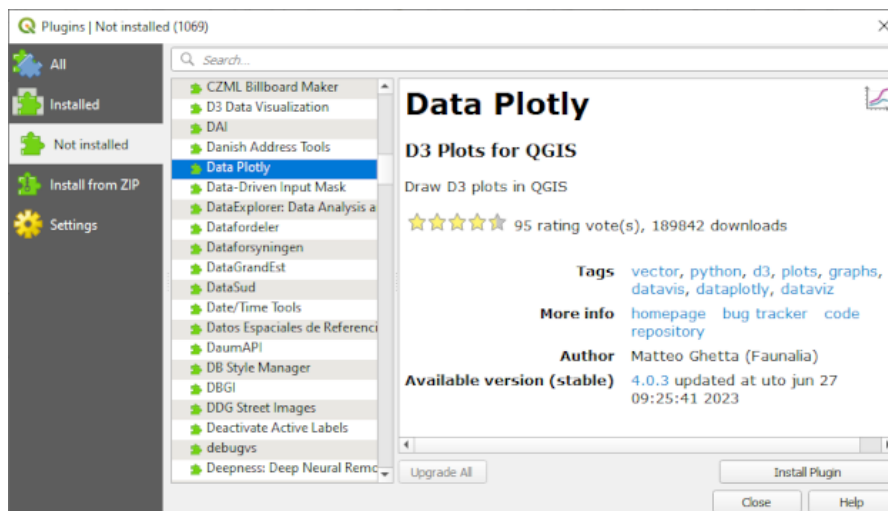 Plugins | Not installed (1069)
All
Installed
Not installed
Install from ZIP
Settings
Search...
CZML Billboard Maker
D3 Data Visualization
DAI
Danish Address Tools
Data Plotly
Data-Driven Input Mask
DataExplorer: Data Analysis a
Datafordeler
Dataforsyningen
DataGrandEst
DataSud
Date/Time Tools
Datos Espaciales de Referenci
DaumAPI
DB Style Manager
DBGI
DDG Street Images
Deactivate Active Labels
debugvs
Deepness: Deep Neural Remo
Data Plotly
D3 Plots for QGIS
Draw D3 plots in QGIS
95 rating vote(s), 189842 downloads
Tags vector, python, d3, plots, graphs,
datavis, dataplotly, dataviz
More info homepage bug tracker code
repository
Author Matteo Ghetta (Faunalia)
Available version (stable) 4.0.3 updated at uto jun 27
09:25:41 2023
Upgrade All
Install Plugin
Close
Help